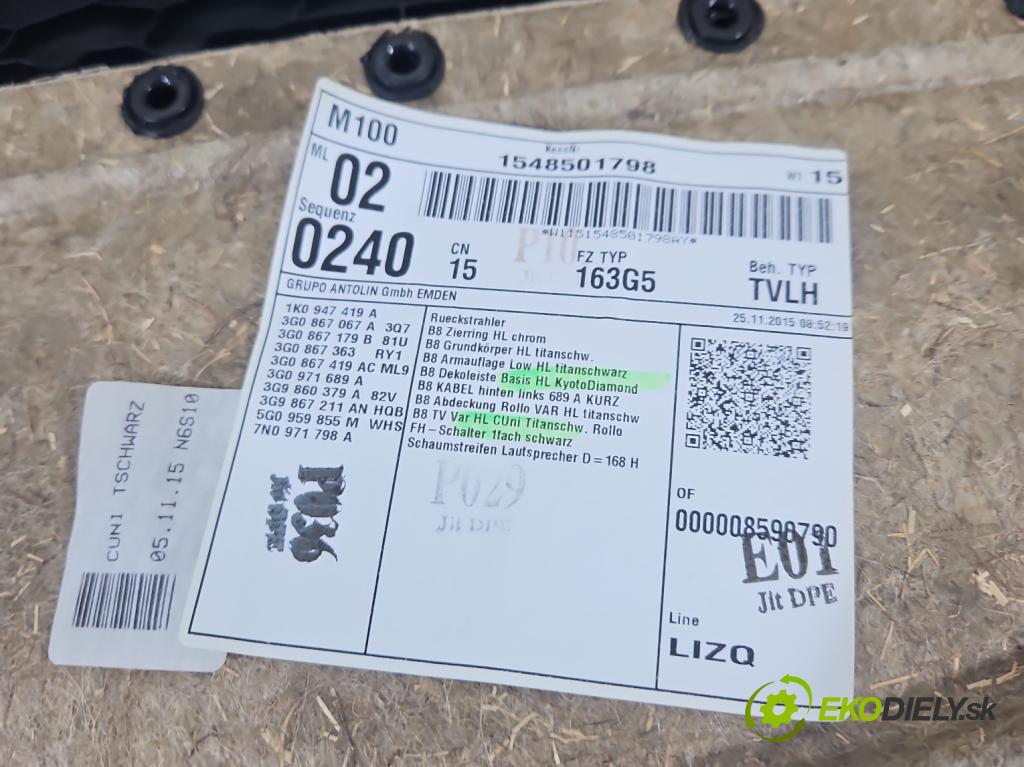 M100
KennNr
1548501798
W1 15
ML
02
*W1151548501798AY*
Sequenz
0240
CN
15
P10
FZ TYP
163G5
Beh. TYP
TVLH
GRUPO ANTOLIN Gmbh EMDEN
25.11.2015 08:52:19
1K0 947 419 A
3G0 867 067 A 3Q7
3G0 867 179 B 81U
3G0 867 363 RY1
3G0 867 419 AC ML9
3G0 971 689 A
3G9 860 379 A 82V
3G9 867 211 AN HQB
5G0 959 855 M WHS
7N0 971 798 A
Rueckstrahler
B8 Zierring HL chrom
B8 Grundkörper HL titanschw.
B8 Armauflage Low HL titanschwarz
B8 Dekoleiste Basis HL KyotoDiamond
B8 KABEL hinten links 689 A KURZ
B8 Abdeckung Rollo VAR HL titanschw
B8 TV Var HL CUni Titanschw. Rollo
FH-Schalter 1fach schwarz
Schaumstreifen Lautsprecher D=168 H
P036
P029
Jit DPE
OF
000008590790
E01
Jit DPE
Line
LIZQ
CUNI TSCHWARZ
05.11.15 N6S10
EKODIELY.sk